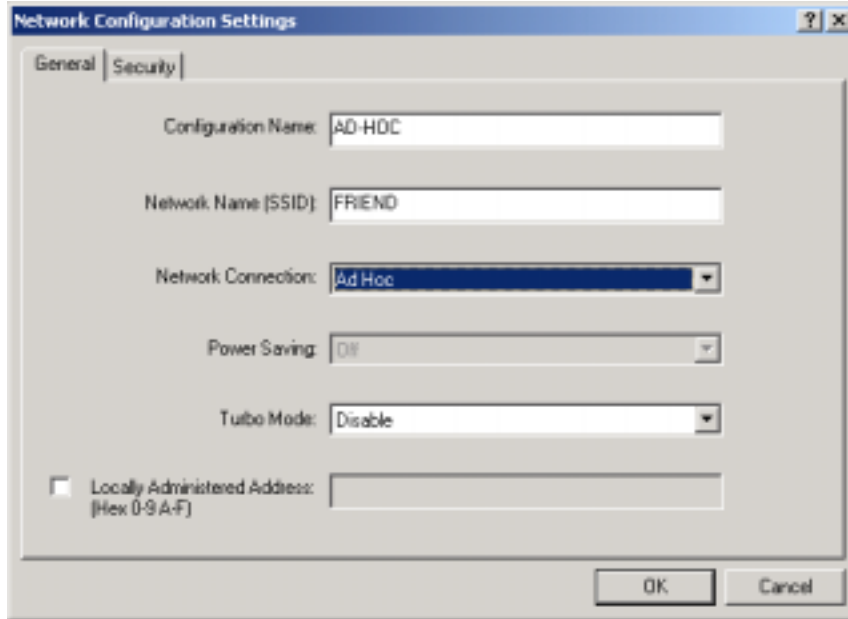 Network Configuration Settings
General
Security
Configuration Name: AD-HOC
Network Name (SSID): FRIEND
Network Connection: Ad Hoc
Power Saving: Off
Turbo Mode: Disable
Locally Administered Address:
(Hex 0-9 A-F)
OK
Cancel